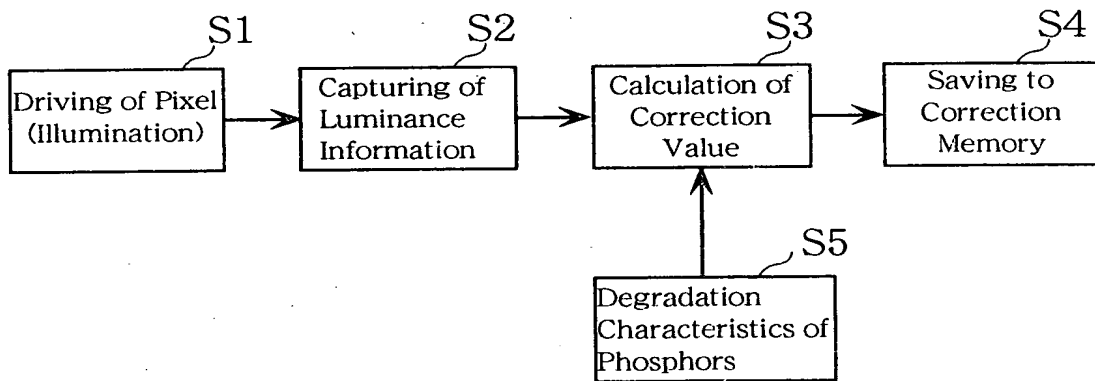 S1
Driving of Pixel
(Illumination)
S2
Capturing of
Luminance
Information
S3
Calculation of
Correction
Value
S4
Saving to
Correction
Memory
S5
Degradation
Characteristics of
Phosphors